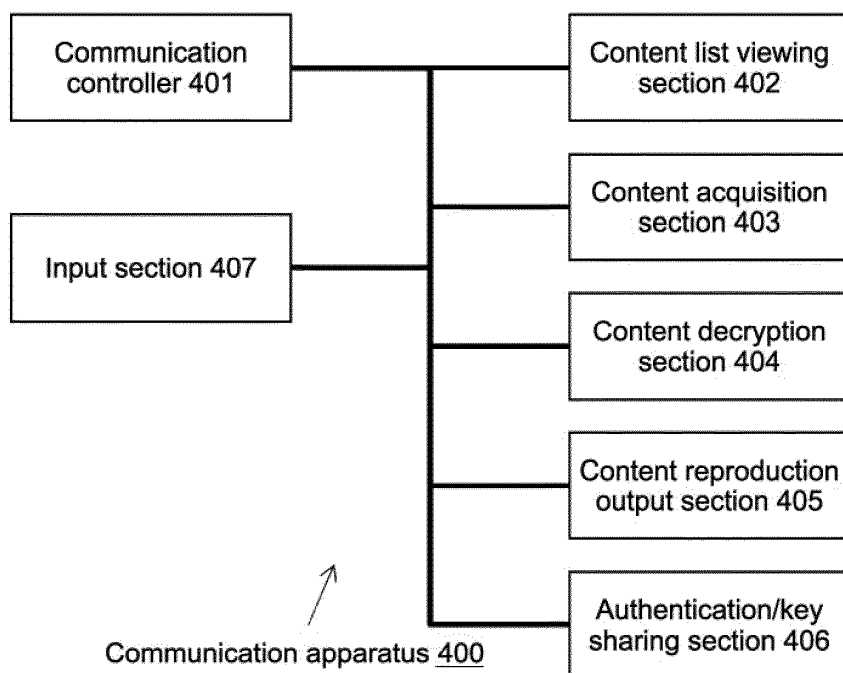 Communication
controller 401
Content list viewing
section 402
Content acquisition
section 403
Input section 407
Content decryption
section 404
Content reproduction
output section 405
Authentication/key
sharing section 406
Communication apparatus 400